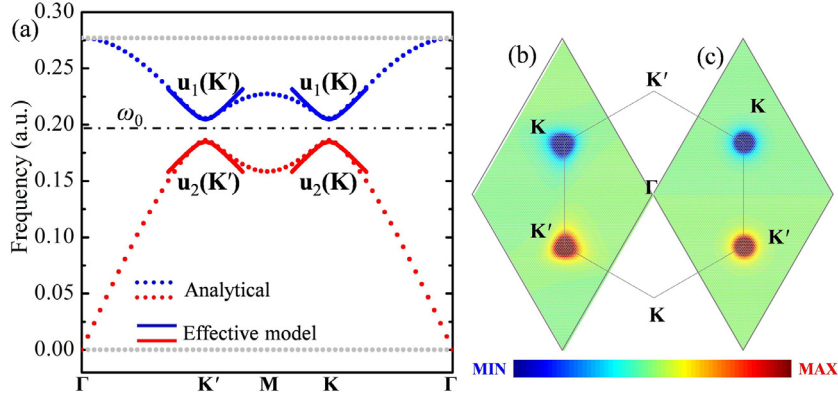 (a)
0.30
0.25
0.20
0.15
0.10
0.05
0.00
Frequency (a.u.)
u₁(K′) u₁(K)
ω₀
u₂(K′) u₂(K)
Analytical
Effective model
Γ K′ M K Γ
(b) (c)
K′
K K
Γ
K′ K′
K
MIN MAX